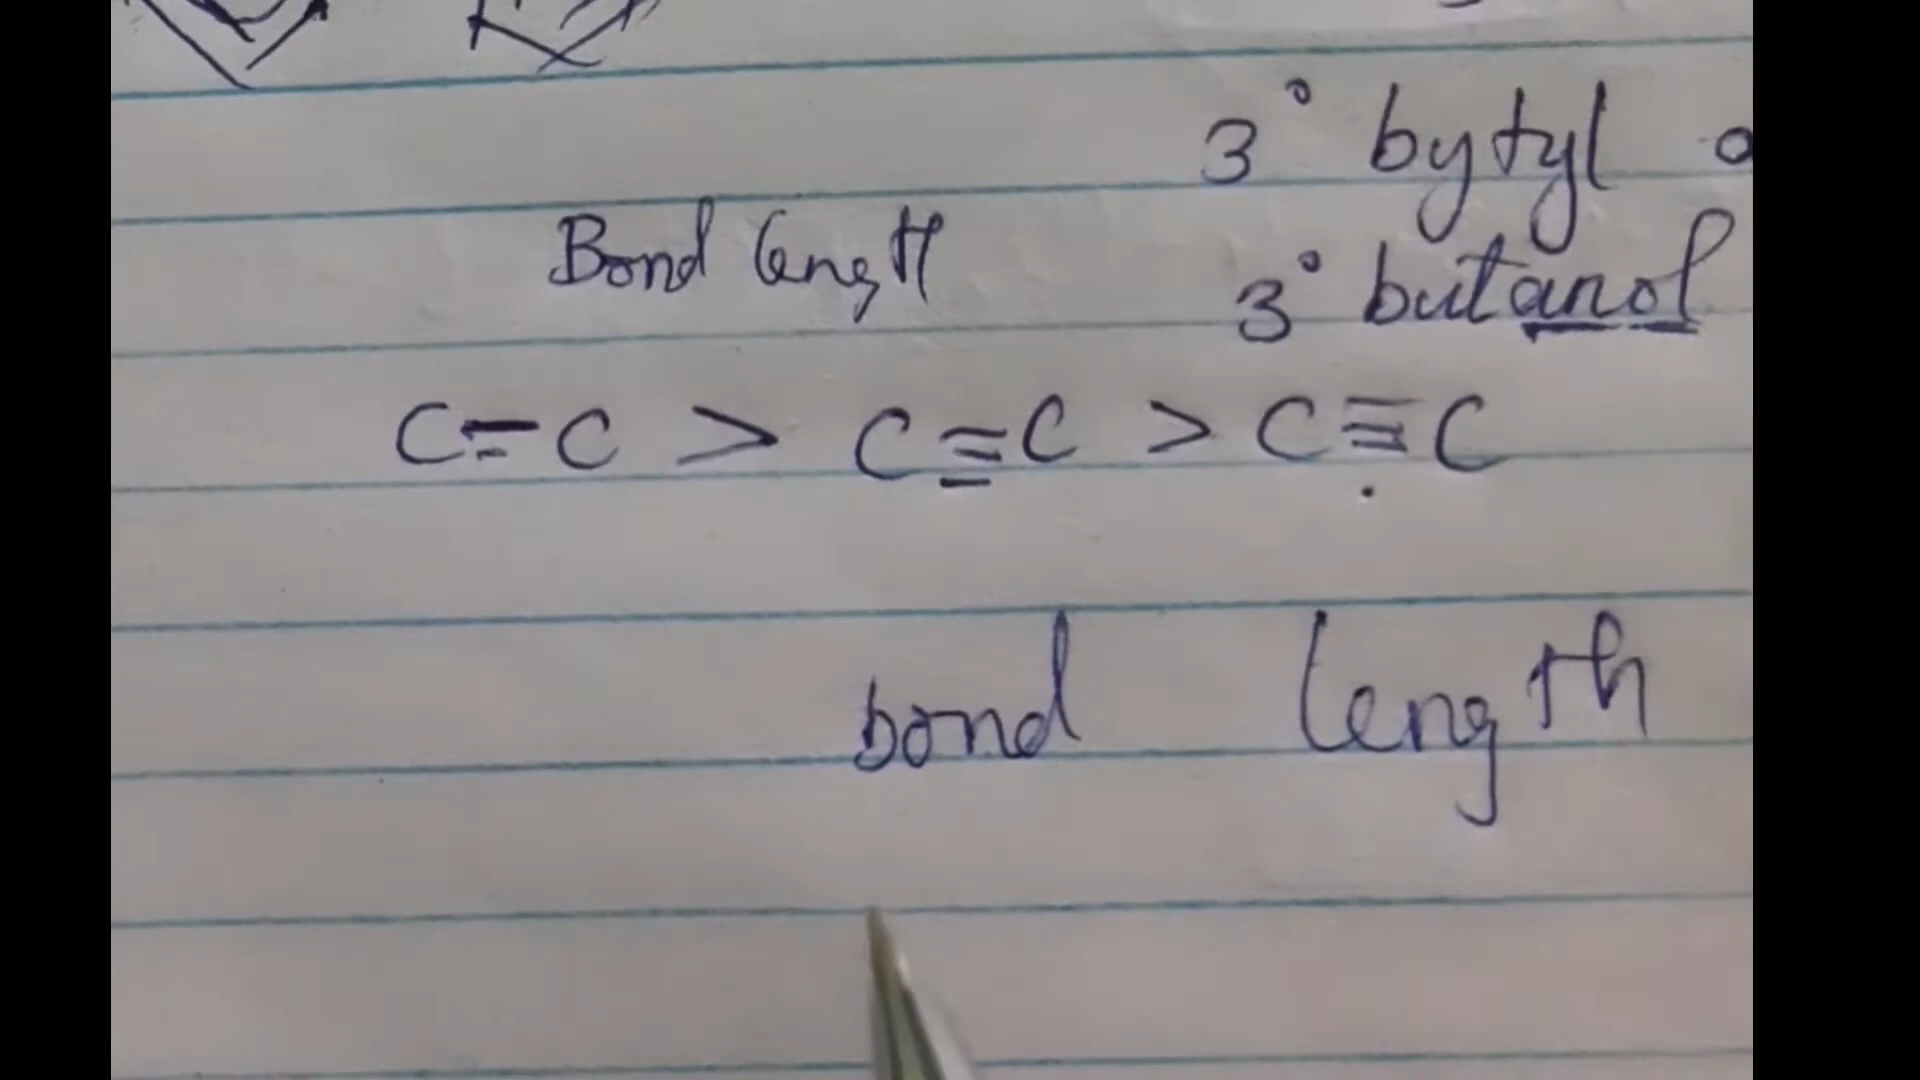 3° bytyl
Bond length
3° butanol
C=C > C=C > C≡C
bond length